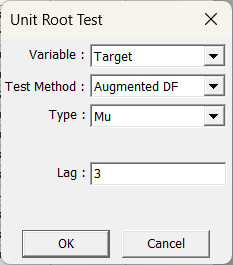 Unit Root Test
Variable : Target
Test Method : Augmented DF
Type : Mu
Lag : 3
OK Cancel